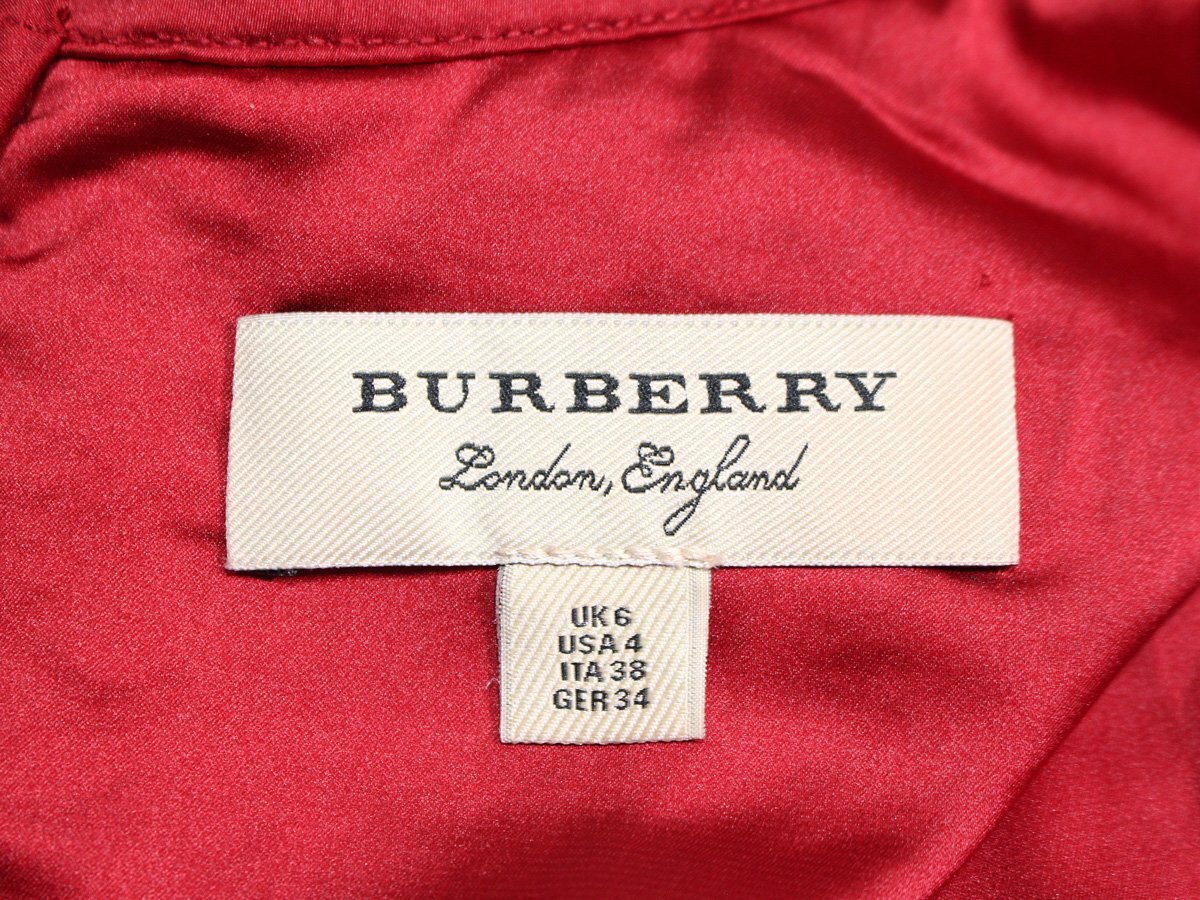 BURBERRY
London, England
UK 6
USA 4
ITA 38
GER 34